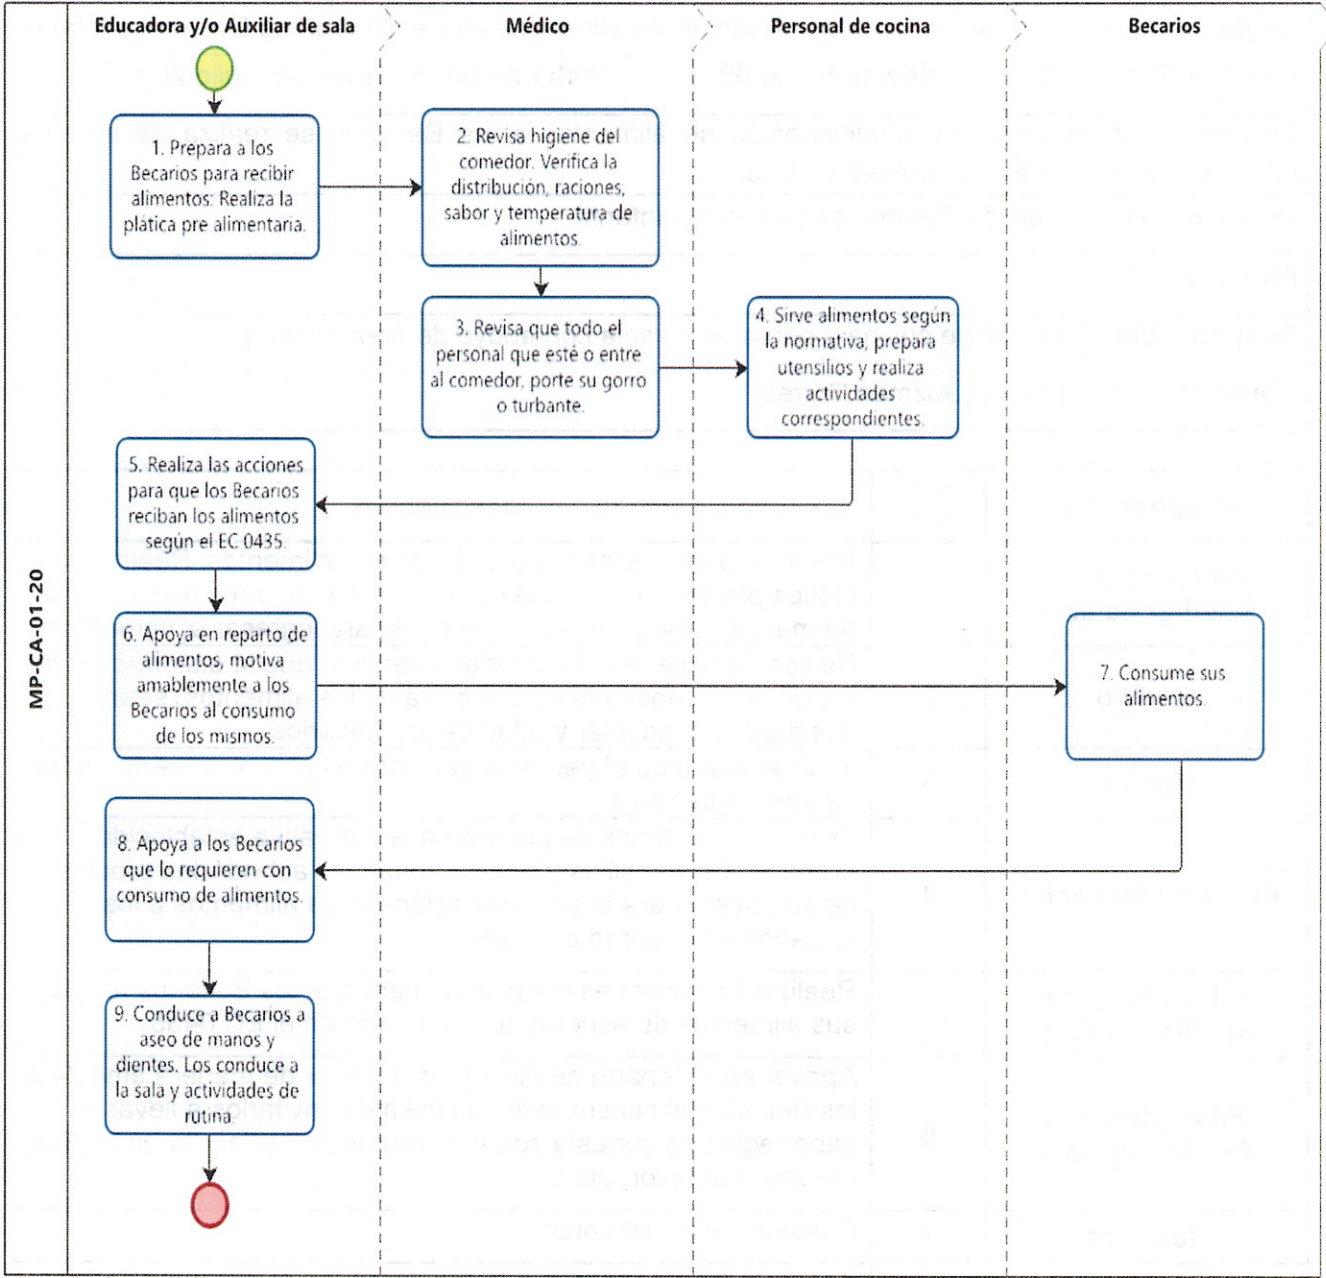 Educadora y/o Auxiliar de sala
Médico
Personal de cocina
Becarios
MP-CA-01-20
1. Prepara a los
Becarios para recibir
alimentos: Realiza la
plática pre alimentaria.
2. Revisa higiene del
comedor. Verifica la
distribución, raciones,
sabor y temperatura de
alimentos.
3. Revisa que todo el
personal que esté o entre
al comedor, porte su gorro
o turbante.
4. Sirve alimentos según
la normativa, prepara
utensilios y realiza
actividades
correspondientes.
5. Realiza las acciones
para que los Becarios
reciban los alimentos
según el EC 0435.
6. Apoya en reparto de
alimentos, motiva
amablemente a los
Becarios al consumo
de los mismos.
7. Consume sus
alimentos.
8. Apoya a los Becarios
que lo requieren con
consumo de alimentos.
9. Conduce a Becarios a
aseo de manos y
dientes. Los conduce a
la sala y actividades de
rutina.